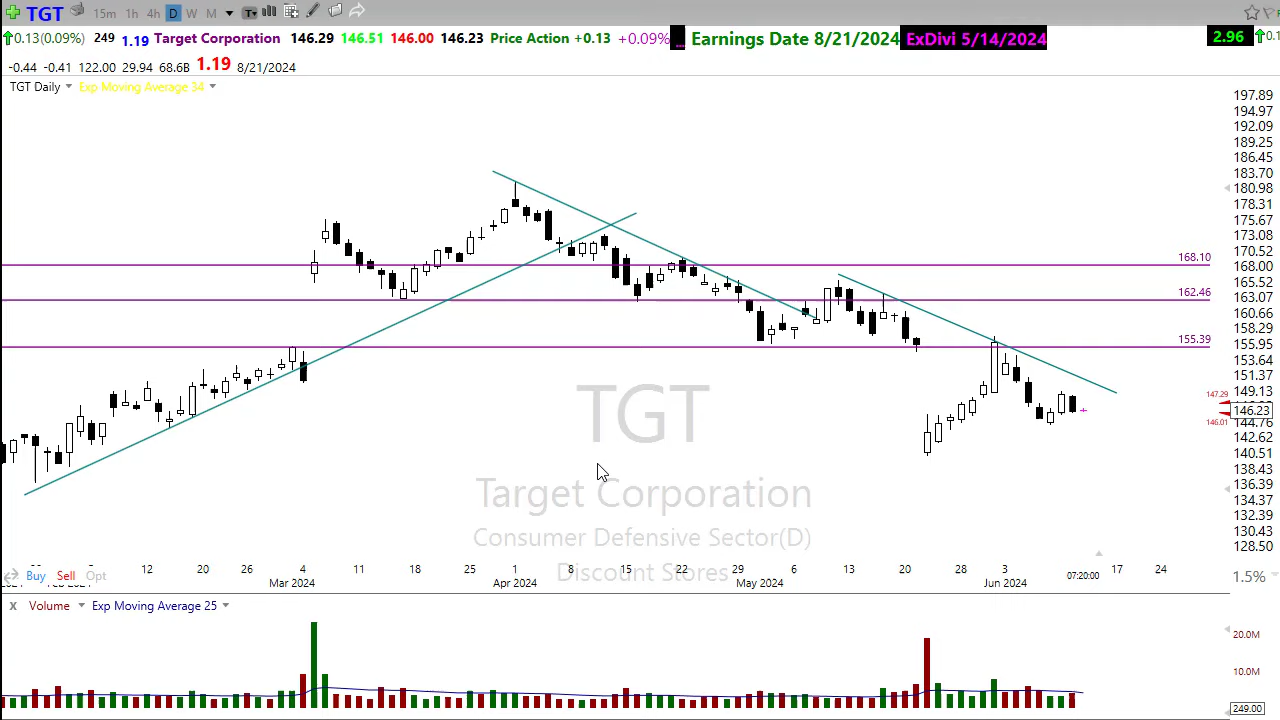 TGT 15m 1h 4h D W M T
0.13(0.09%) 249 1.19 Target Corporation 146.29 146.51 146.00 146.23 Price Action +0.13 +0.09% ... Earnings Date 8/21/2024 ExDivi 5/14/2024 2.96 0.1
-0.44 -0.41 122.00 29.94 68.6B 1.19 8/21/2024
TGT Daily Exp Moving Average 34
197.89
194.97
192.09
189.25
186.45
183.70
180.98
178.31
175.67
173.08
170.52
168.10
168.00
165.52
162.46
163.07
160.66
158.29
155.39
155.95
153.64
151.37
149.13
147.29
146.23
146.01
144.76
142.62
140.51
138.43
136.39
134.37
132.39
130.43
128.50
TGT
Target Corporation
Consumer Defensive Sector(D)
Discount Stores
12 20 26 4 11 18 25 1 8 15 22 29 6 13 20 28 3 07:20:00 17 24
Buy Sell Opt 1.5%
Mar 2024 Apr 2024 May 2024 Jun 2024
X Volume Exp Moving Average 25
20.0M
10.0M
249.00